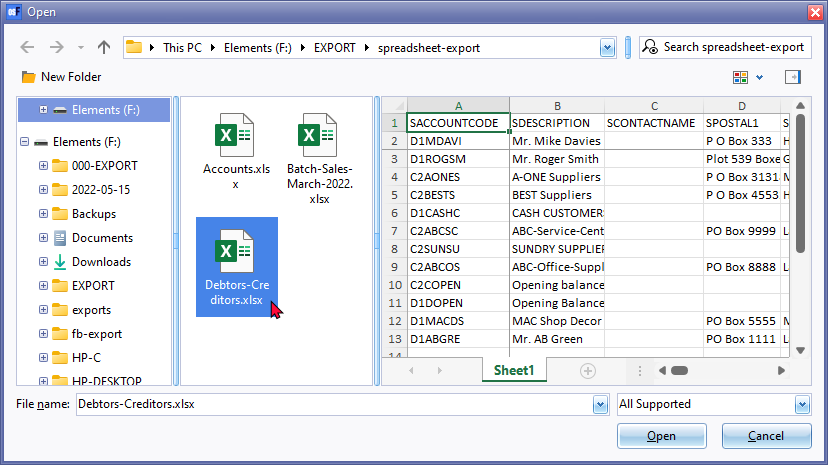 Open
This PC Elements (F:) EXPORT spreadsheet-export
Search spreadsheet-export
New Folder
Elements (F:)
Elements (F:)
000-EXPORT
2022-05-15
Backups
Documents
Downloads
EXPORT
exports
fb-export
HP-C
HP-DESKTOP
Accounts.xls
x
Batch-Sales-
March-2022.
xlsx
Debtors-Cre
ditors.xlsx
A B C D
1 SACCOUNTCODE SDESCRIPTION SCONTACTNAME SPOSTAL1 S
2 D1MDAVI Mr. Mike Davies P O Box 333 H
3 D1ROGSM Mr. Roger Smith Plot 539 Boxe G
4 C2AONES A-ONE Suppliers P O Box 3131 M
5 C2BESTS BEST Suppliers P O Box 4553 H
6 D1CASHC CASH CUSTOMERS
7 C2ABCSC ABC-Service-Cent PO Box 9999 L
8 C2SUNSU SUNDRY SUPPLIER
9 C2ABCOS ABC-Office-Suppl PO Box 8888 L
10 C2COPEN Opening balance
11 D1DOPEN Opening Balance
12 D1MACDS MAC Shop Decor PO Box 5555 M
13 D1ABGRE Mr. AB Green PO Box 1111 L
14
Sheet1
File name: Debtors-Creditors.xlsx
All Supported
Open Cancel